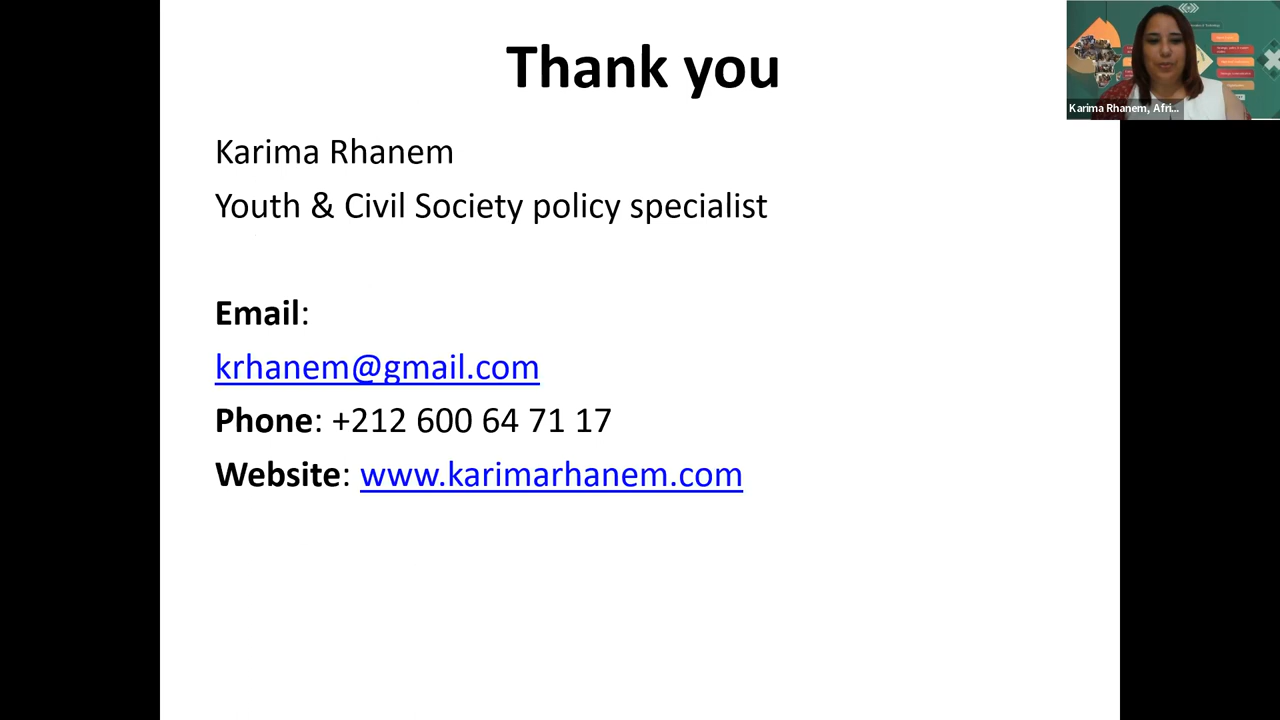 Thank you
Karima Rhanem, Afri...
Karima Rhanem
Youth & Civil Society policy specialist
Email:
krhanem@gmail.com
Phone: +212 600 64 71 17
Website: www.karimarhanem.com